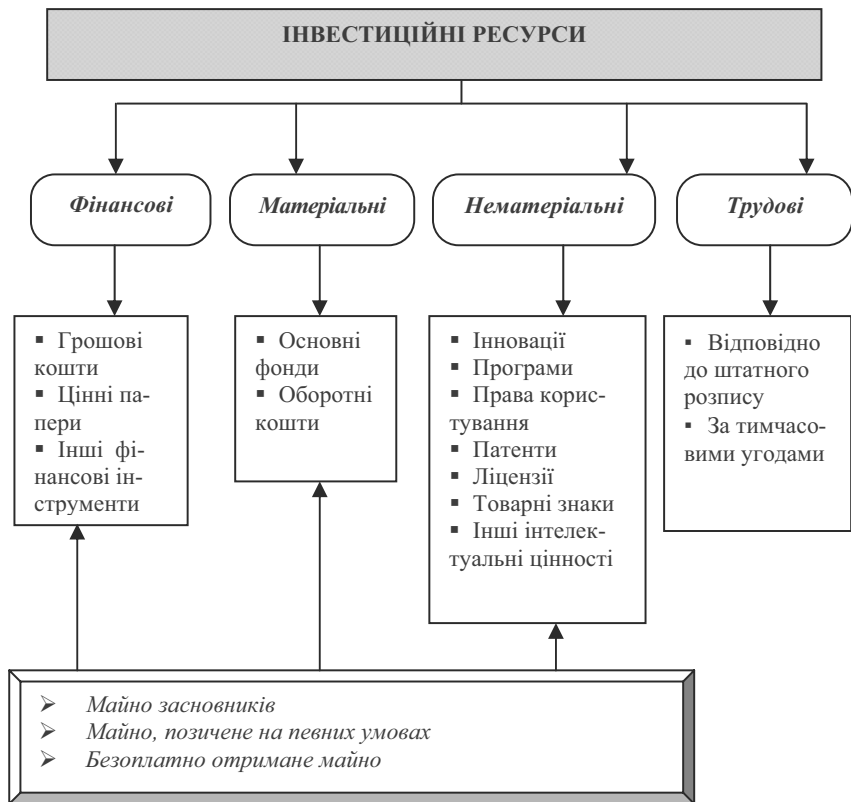 ІНВЕСТИЦІЙНІ РЕСУРСИ
Фінансові
Матеріальні
Нематеріальні
Трудові
▪ Грошові
кошти
▪ Цінні па-
пери
▪ Інші фі-
нансові ін-
струменти
▪ Основні
фонди
▪ Оборотні
кошти
▪ Інновації
▪ Програми
▪ Права корис-
тування
▪ Патенти
▪ Ліцензії
▪ Товарні знаки
▪ Інші інтелек-
туальні цінності
▪ Відповідно
до штатного
розпису
▪ За тимчасо-
вими угодами
➢ Майно засновників
➢ Майно, позичене на певних умовах
➢ Безоплатно отримане майно